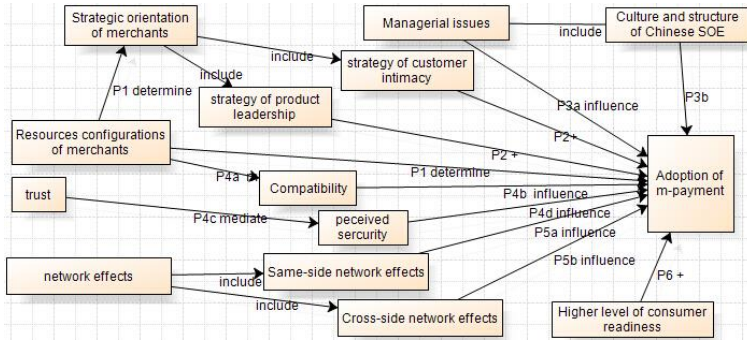 Strategic orientation
of merchants
Managerial issues
include
Culture and structure
of Chinese SOE
include
include
strategy of customer
intimacy
P1 determine
strategy of product
leadership
P3a influence
P3b
P2+
Resources configurations
of merchants
P2 +
P4a
P1 determine
Compatibility
Adoption of
m-payment
trust
P4b influence
P4c mediate
peceived
sercurity
P4d influence
P5a influence
network effects
include
Same-side network effects
P5b influence
P6 +
include
Cross-side network effects
Higher level of consumer
readiness